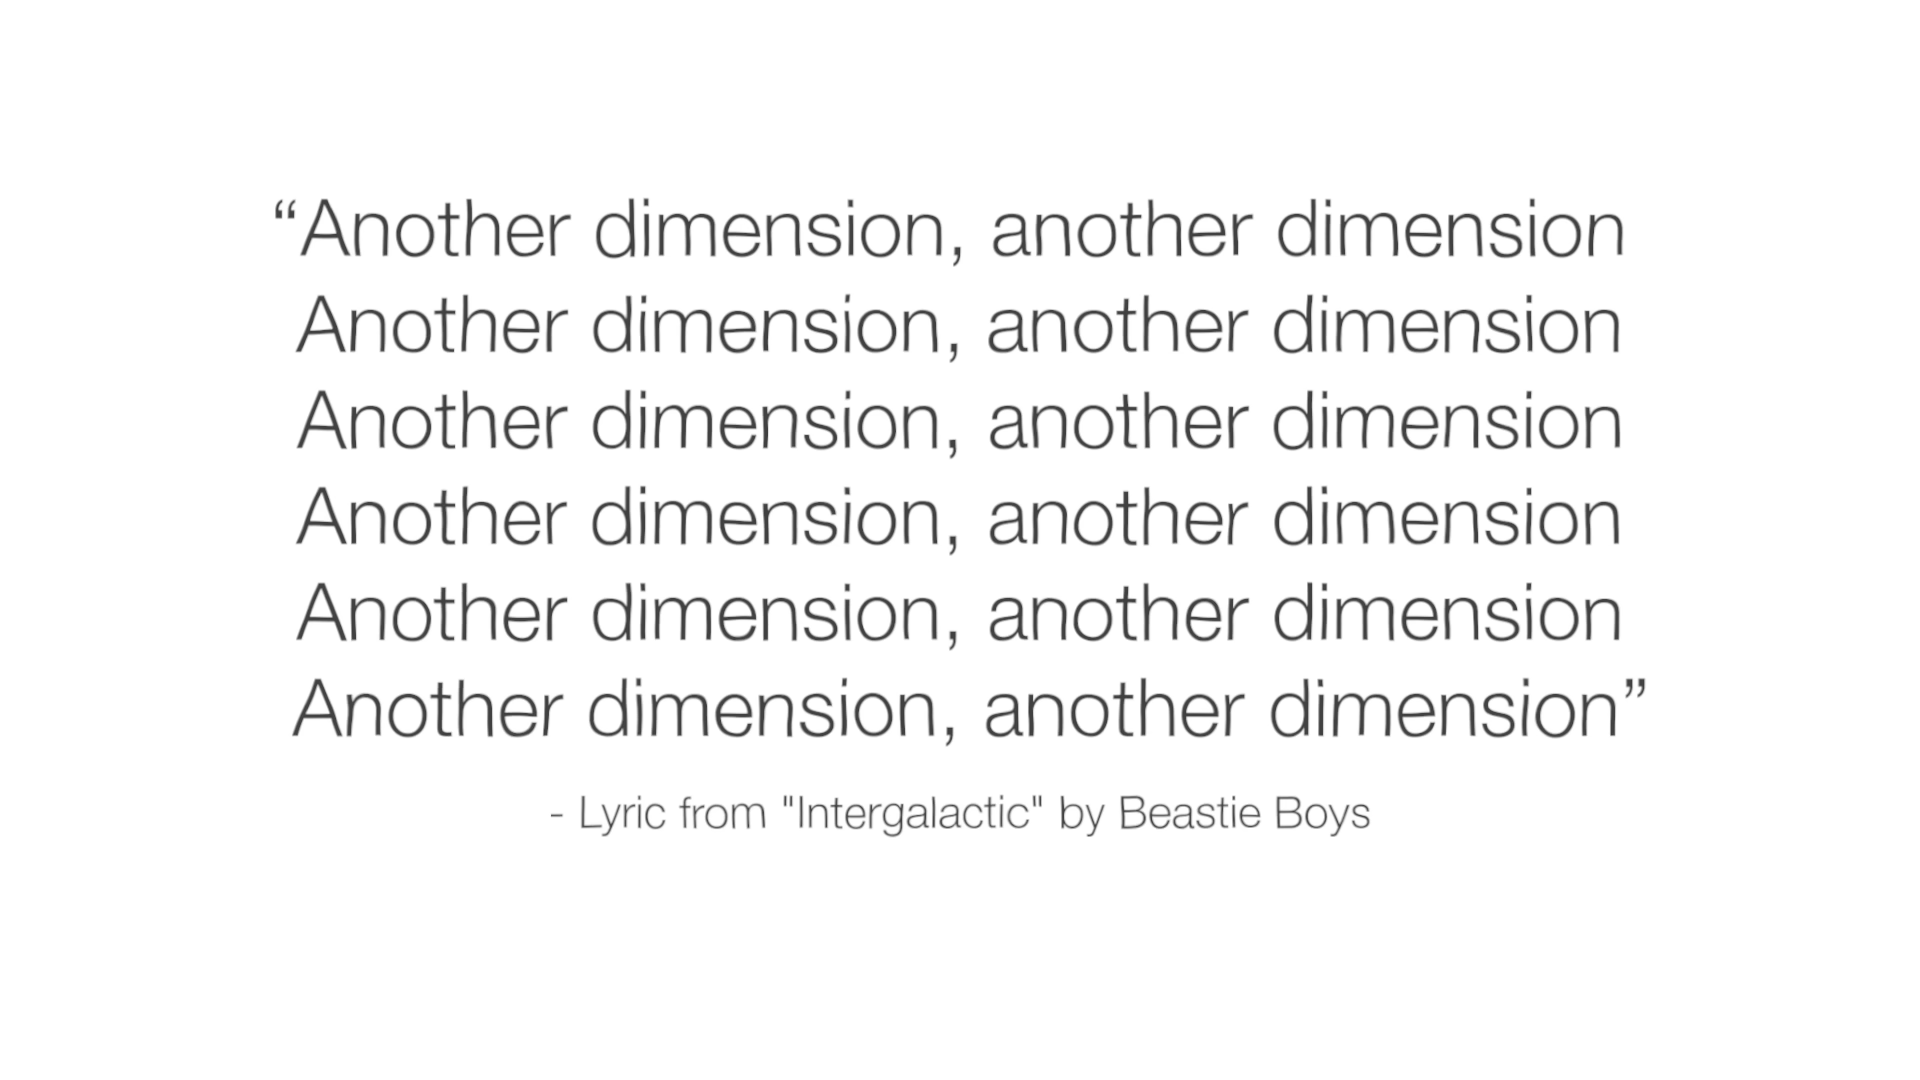 “Another dimension, another dimension
Another dimension, another dimension
Another dimension, another dimension
Another dimension, another dimension
Another dimension, another dimension
Another dimension, another dimension”
- Lyric from "Intergalactic" by Beastie Boys